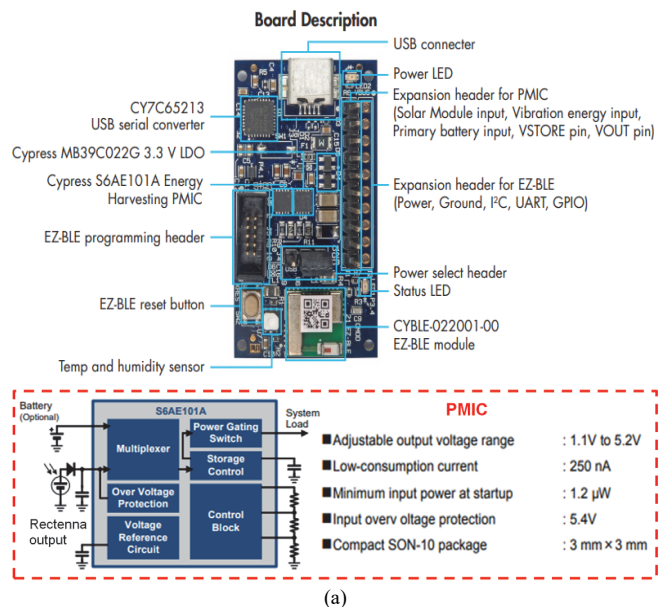 Board Description
USB connecter
Power LED
Expansion header for PMIC
(Solar Module input, Vibration energy input,
Primary battery input, VSTORE pin, VOUT pin)
CY7C65213
USB serial converter
Cypress MB39C022G 3.3 V LDO
Cypress S6AE101A Energy
Harvesting PMIC
Expansion header for EZ-BLE
(Power, Ground, I²C, UART, GPIO)
EZ-BLE programming header
Power select header
Status LED
EZ-BLE reset button
CYBLE-022001-00
EZ-BLE module
Temp and humidity sensor
Battery
(Optional)
S6AE101A
System
Load
Multiplexer
Power Gating
Switch
Storage
Control
Over Voltage
Protection
Control
Block
Voltage
Reference
Circuit
Rectenna
output
PMIC
■Adjustable output voltage range : 1.1V to 5.2V
■Low-consumption current : 250 nA
■Minimum input power at startup : 1.2 μW
■Input overv oltage protection : 5.4V
■Compact SON-10 package : 3 mm×3 mm
(a)